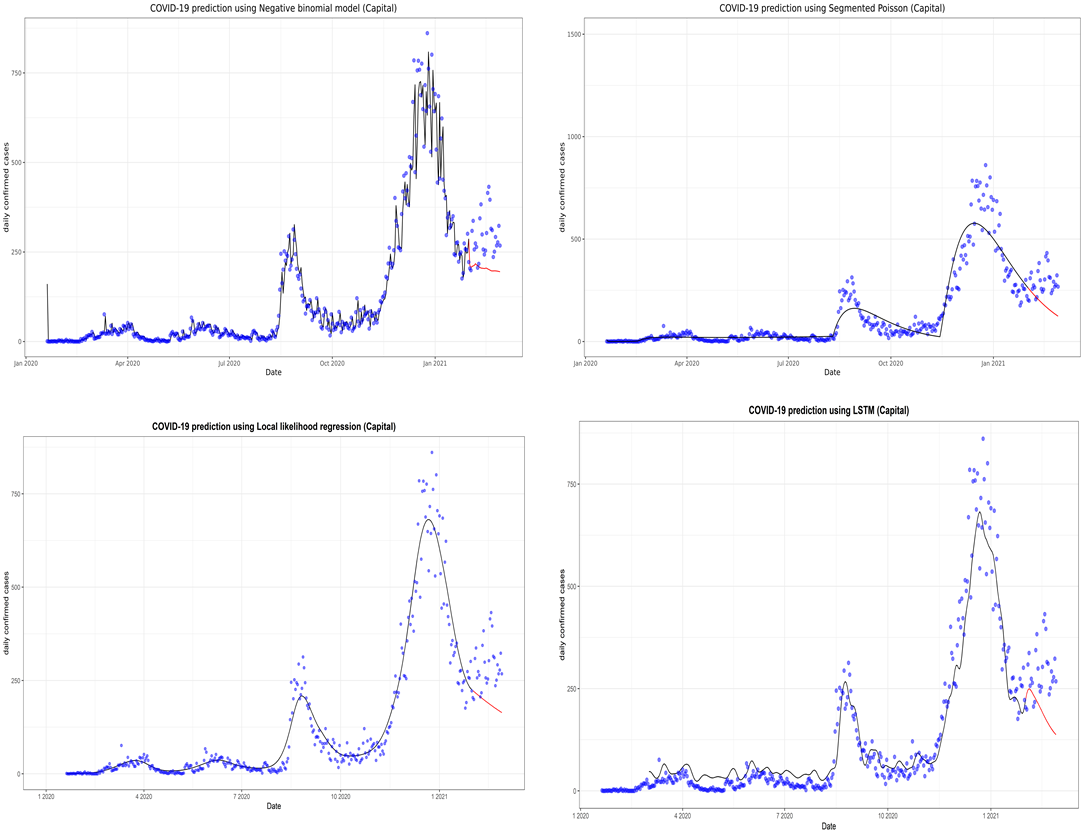 COVID-19 prediction using Negative binomial model (Capital)
daily confirmed cases
750
500
250
0
Jan 2020
Apr 2020
Jul 2020
Oct 2020
Jan 2021
Date
COVID-19 prediction using Segmented Poisson (Capital)
daily confirmed cases
1500
1000
500
0
Jan 2020
Apr 2020
Jul 2020
Oct 2020
Jan 2021
Date
COVID-19 prediction using Local likelihood regression (Capital)
daily confirmed cases
750
500
250
0
1 2020
4 2020
7 2020
10 2020
1 2021
Date
COVID-19 prediction using LSTM (Capital)
daily confirmed cases
750
500
250
0
1 2020
4 2020
7 2020
10 2020
1 2021
Date